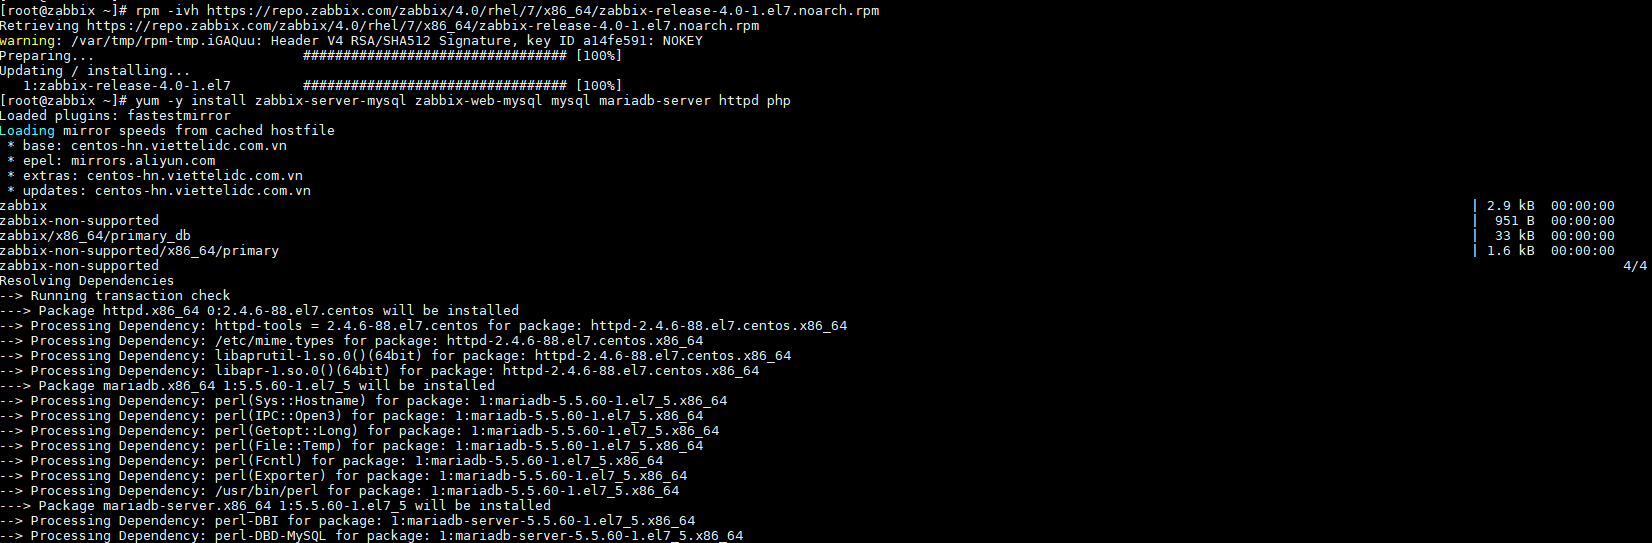 [root@zabbix ~]# rpm -ivh https://repo.zabbix.com/zabbix/4.0/rhel/7/x86_64/zabbix-release-4.0-1.el7.noarch.rpm
Retrieving https://repo.zabbix.com/zabbix/4.0/rhel/7/x86_64/zabbix-release-4.0-1.el7.noarch.rpm
warning: /var/tmp/rpm-tmp.iGAQuu: Header V4 RSA/SHA512 Signature, key ID a14fe591: NOKEY
Preparing...                          ################################# [100%]
Updating / installing...
   1:zabbix-release-4.0-1.el7         ################################# [100%]
[root@zabbix ~]# yum -y install zabbix-server-mysql zabbix-web-mysql mysql mariadb-server httpd php
Loaded plugins: fastestmirror
Loading mirror speeds from cached hostfile
 * base: centos-hn.viettelidc.com.vn
 * epel: mirrors.aliyun.com
 * extras: centos-hn.viettelidc.com.vn
 * updates: centos-hn.viettelidc.com.vn
zabbix | 2.9 kB  00:00:00
zabbix-non-supported |  951 B  00:00:00
zabbix/x86_64/primary_db |  33 kB  00:00:00
zabbix-non-supported/x86_64/primary | 1.6 kB  00:00:00
zabbix-non-supported 4/4
Resolving Dependencies
--> Running transaction check
---> Package httpd.x86_64 0:2.4.6-88.el7.centos will be installed
--> Processing Dependency: httpd-tools = 2.4.6-88.el7.centos for package: httpd-2.4.6-88.el7.centos.x86_64
--> Processing Dependency: /etc/mime.types for package: httpd-2.4.6-88.el7.centos.x86_64
--> Processing Dependency: libaprutil-1.so.0()(64bit) for package: httpd-2.4.6-88.el7.centos.x86_64
--> Processing Dependency: libapr-1.so.0()(64bit) for package: httpd-2.4.6-88.el7.centos.x86_64
---> Package mariadb.x86_64 1:5.5.60-1.el7_5 will be installed
--> Processing Dependency: perl(Sys::Hostname) for package: 1:mariadb-5.5.60-1.el7_5.x86_64
--> Processing Dependency: perl(IPC::Open3) for package: 1:mariadb-5.5.60-1.el7_5.x86_64
--> Processing Dependency: perl(Getopt::Long) for package: 1:mariadb-5.5.60-1.el7_5.x86_64
--> Processing Dependency: perl(File::Temp) for package: 1:mariadb-5.5.60-1.el7_5.x86_64
--> Processing Dependency: perl(Fcntl) for package: 1:mariadb-5.5.60-1.el7_5.x86_64
--> Processing Dependency: perl(Exporter) for package: 1:mariadb-5.5.60-1.el7_5.x86_64
--> Processing Dependency: /usr/bin/perl for package: 1:mariadb-5.5.60-1.el7_5.x86_64
---> Package mariadb-server.x86_64 1:5.5.60-1.el7_5 will be installed
--> Processing Dependency: perl-DBI for package: 1:mariadb-server-5.5.60-1.el7_5.x86_64
--> Processing Dependency: perl-DBD-MySQL for package: 1:mariadb-server-5.5.60-1.el7_5.x86_64